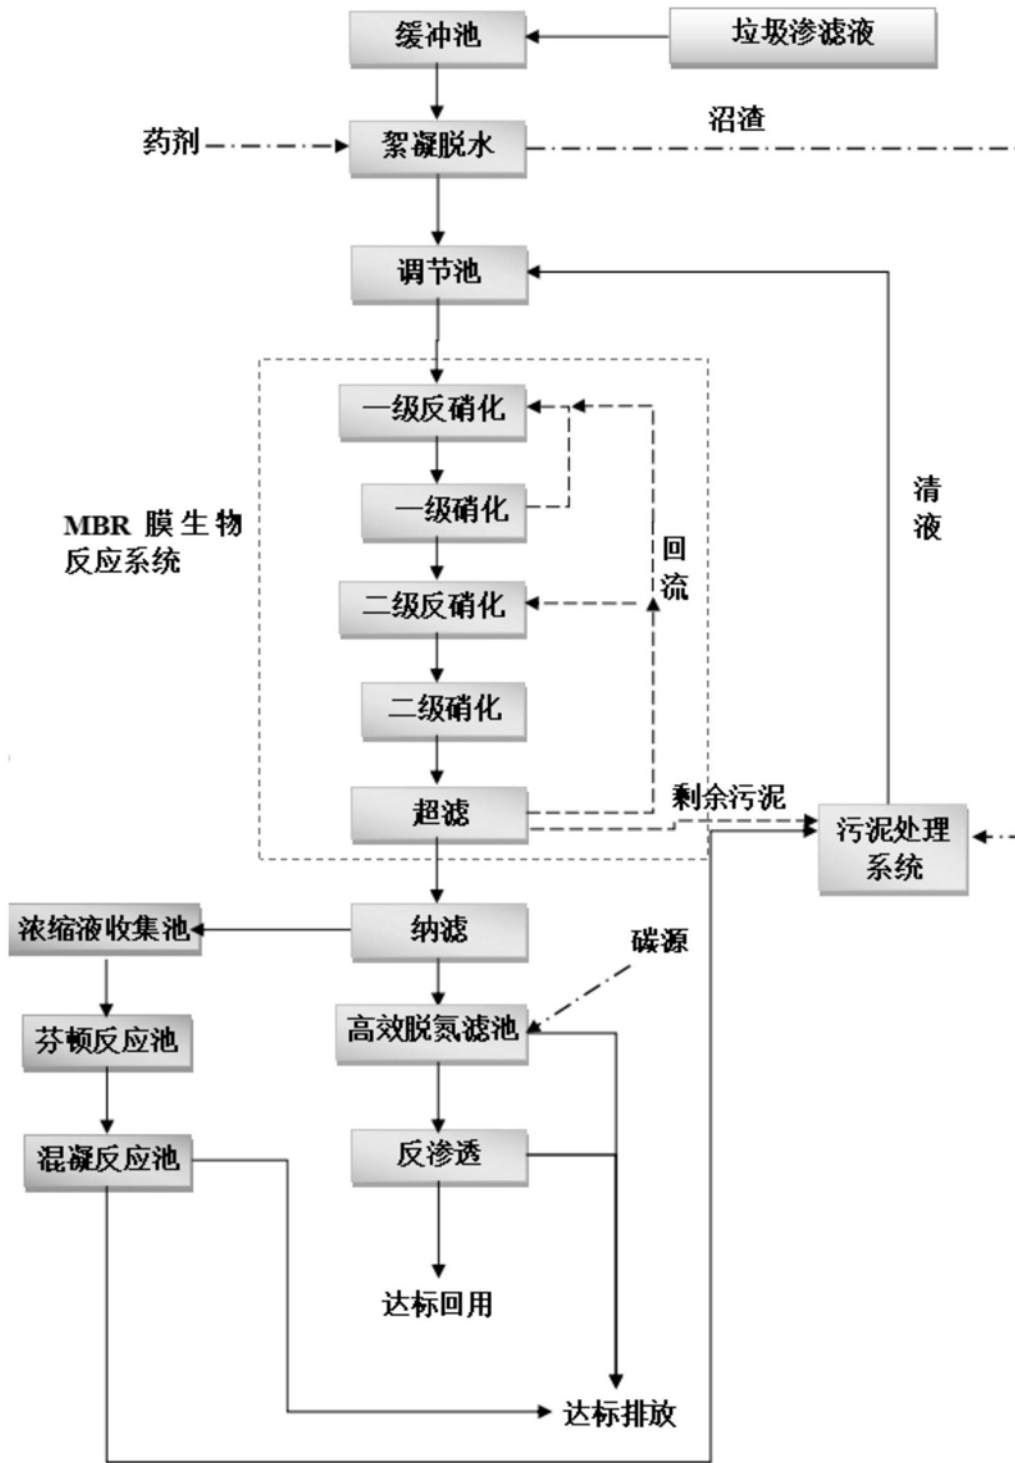 缓冲池
垃圾渗滤液
药剂
絮凝脱水
沼渣
调节池
一级反硝化
一级硝化
MBR 膜生物
反应系统
清
液
回
流
二级反硝化
二级硝化
超滤
剩余污泥
污泥处理
系统
浓缩液收集池
纳滤
碳源
芬顿反应池
高效脱氮滤池
混凝反应池
反渗透
达标回用
达标排放